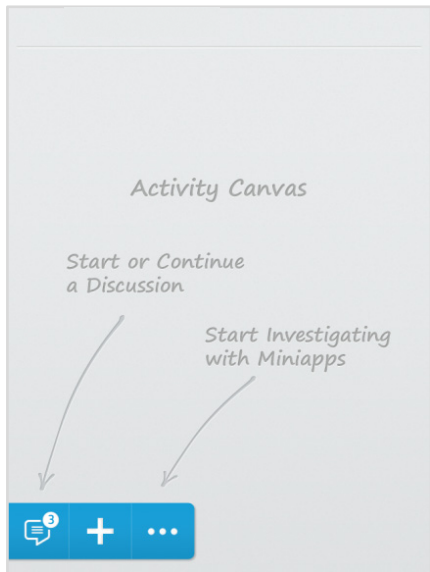 Activity Canvas
Start or Continue
a Discussion
Start Investigating
with Miniapps
3